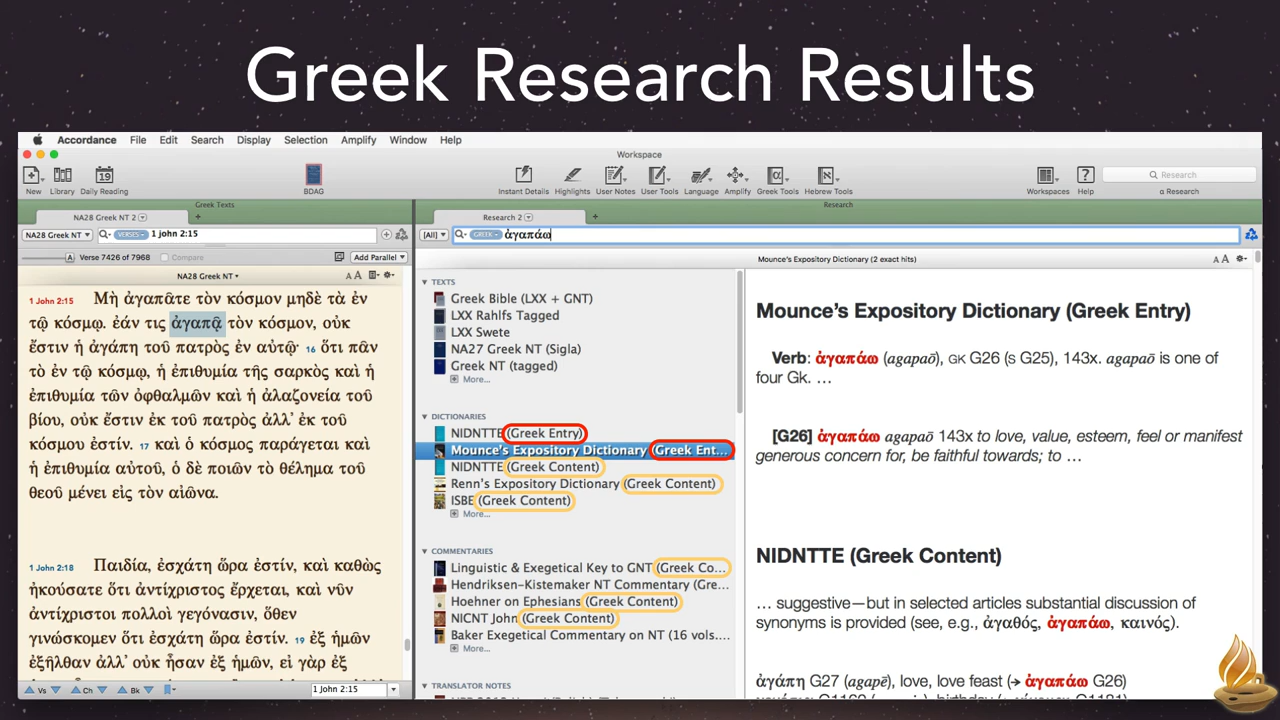 Greek Research Results
Accordance File Edit Search Display Selection Amplify Window Help
Workspace
New Library 19 Daily Reading BDAG Instant Details Highlights User Notes User Tools Language Amplify Greek Tools Hebrew Tools Workspaces Help Research
Research
Greek Texts
Research
NA28 Greek NT 2
Research 2
NA28 Greek NT VERSES 1 john 2:15
[All] GREEK ἀγαπάω
A Verse 7426 of 7968 Compare Add Parallel
NA28 Greek NT
1 John 2:15 Μὴ ἀγαπᾶτε τὸν κόσμον μηδὲ τὰ ἐν
τῷ κόσμῳ. ἐάν τις ἀγαπᾷ τὸν κόσμον, οὐκ
ἔστιν ἡ ἀγάπη τοῦ πατρὸς ἐν αὐτῷ· 16 ὅτι πᾶν
τὸ ἐν τῷ κόσμῳ, ἡ ἐπιθυμία τῆς σαρκὸς καὶ ἡ
ἐπιθυμία τῶν ὀφθαλμῶν καὶ ἡ ἀλαζονεία τοῦ
βίου, οὐκ ἔστιν ἐκ τοῦ πατρὸς ἀλλ’ ἐκ τοῦ
κόσμου ἐστίν. 17 καὶ ὁ κόσμος παράγεται καὶ
ἡ ἐπιθυμία αὐτοῦ, ὁ δὲ ποιῶν τὸ θέλημα τοῦ
θεοῦ μένει εἰς τὸν αἰῶνα.
1 John 2:18 Παιδία, ἐσχάτη ὥρα ἐστίν, καὶ καθὼς
ἠκούσατε ὅτι ἀντίχριστος ἔρχεται, καὶ νῦν
ἀντίχριστοι πολλοὶ γεγόνασιν, ὅθεν
γινώσκομεν ὅτι ἐσχάτη ὥρα ἐστίν. 19 ἐξ ἡμῶν
ἐξῆλθαν ἀλλ’ οὐκ ἦσαν ἐξ ἡμῶν, εἰ γὰρ ἐξ
Vs Ch Bk 1 John 2:15
TEXTS
Greek Bible (LXX + GNT)
LXX Rahlfs Tagged
LXX Swete
NA27 Greek NT (Sigla)
Greek NT (tagged)
More...
DICTIONARIES
NIDNTTE (Greek Entry)
Mounce's Expository Dictionary (Greek Ent...
NIDNTTE (Greek Content)
Renn's Expository Dictionary (Greek Content)
ISBE (Greek Content)
More...
COMMENTARIES
Linguistic & Exegetical Key to GNT (Greek Co...
Hendriksen-Kistemaker NT Commentary (Gre...
Hoehner on Ephesians (Greek Content)
NICNT John (Greek Content)
Baker Exegetical Commentary on NT (16 vols....
More...
TRANSLATOR NOTES
Mounce's Expository Dictionary (2 exact hits)
A A
Mounce’s Expository Dictionary (Greek Entry)
Verb: ἀγαπάω (agapaō), GK G26 (S G25), 143x. agapaō is one of
four Gk. …
[G26] ἀγαπάω agapaō 143x to love, value, esteem, feel or manifest
generous concern for, be faithful towards; to …
NIDNTTE (Greek Content)
… suggestive—but in selected articles substantial discussion of
synonyms is provided (see, e.g., ἀγαθός, ἀγαπάω, καινός).
ἀγάπη G27 (agapē), love, love feast (→ ἀγαπάω G26)